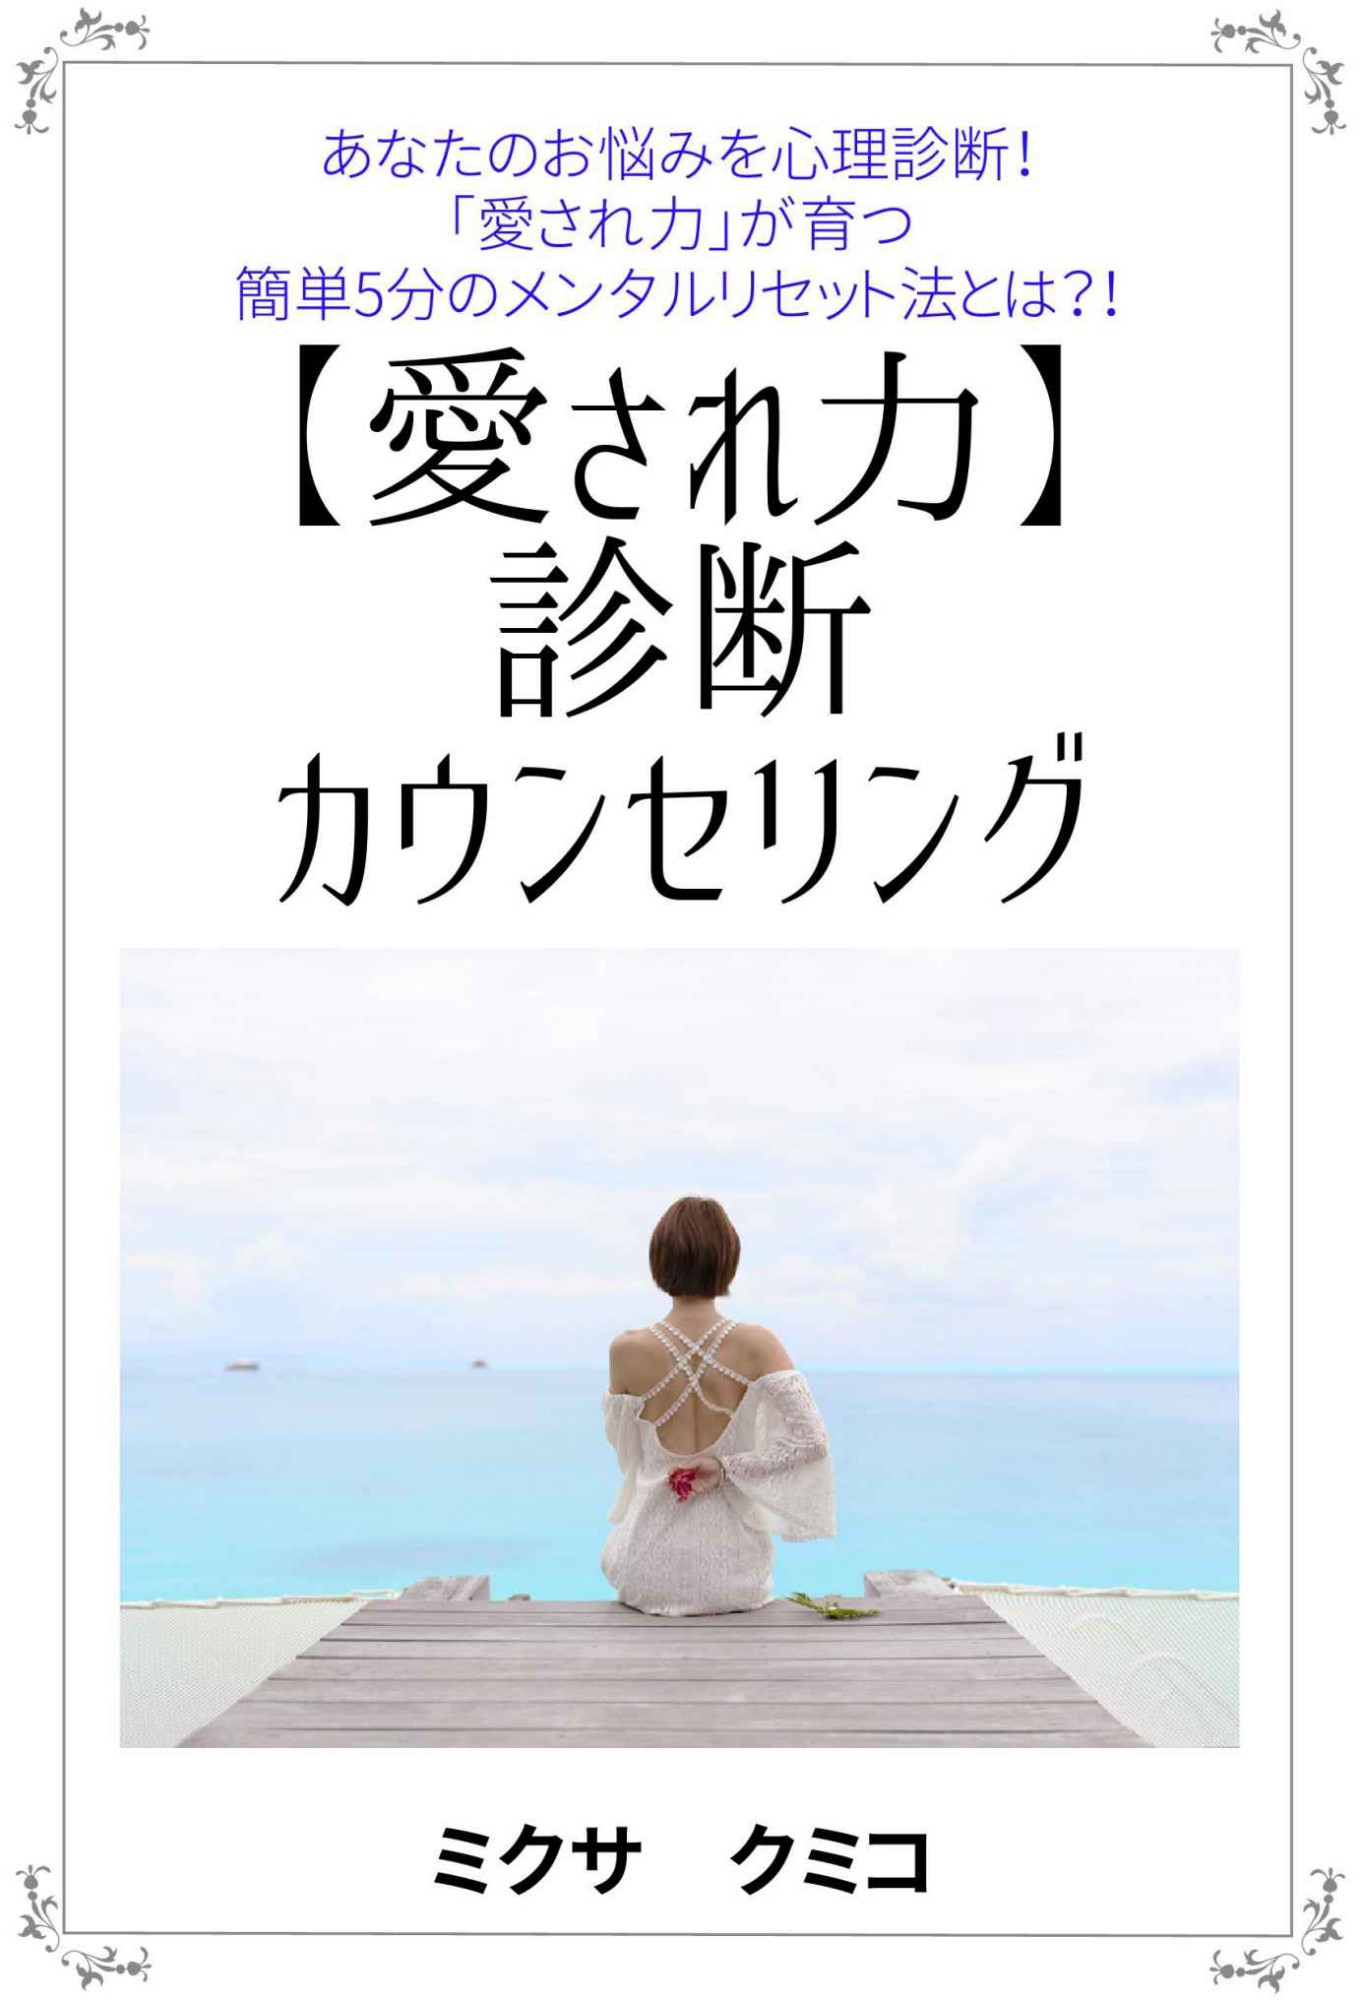 あなたのお悩みを心理診断！
「愛され力」が育つ
簡単5分のメンタルリセット法とは？！
【愛され力】
診断
カウンセリング
ミクサ　クミコ